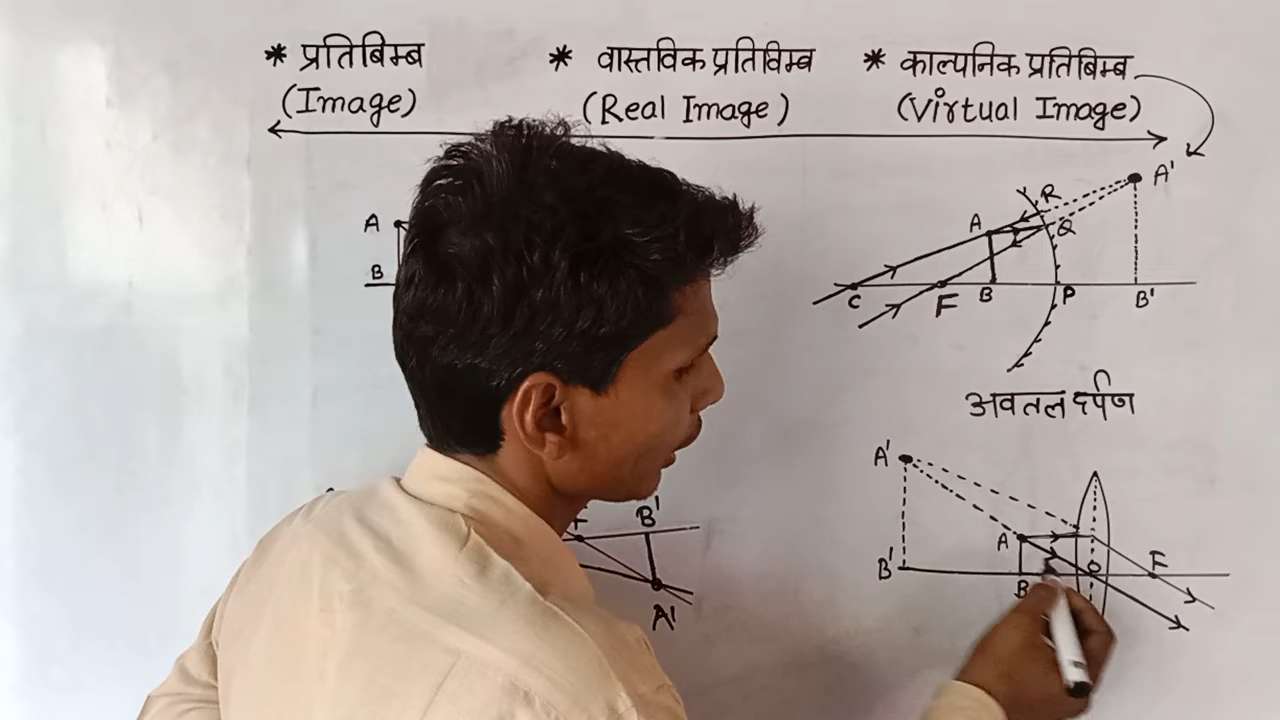 * प्रतिबिम्ब * वास्तविक प्रतिविम्ब * काल्पनिक प्रतिबिम्ब
(Image) (Real Image) (Virtual Image)
A'
R
A A Q
B
C F B P B'
अवतल दर्पण
A'
B'
A
B' O F
B
A'